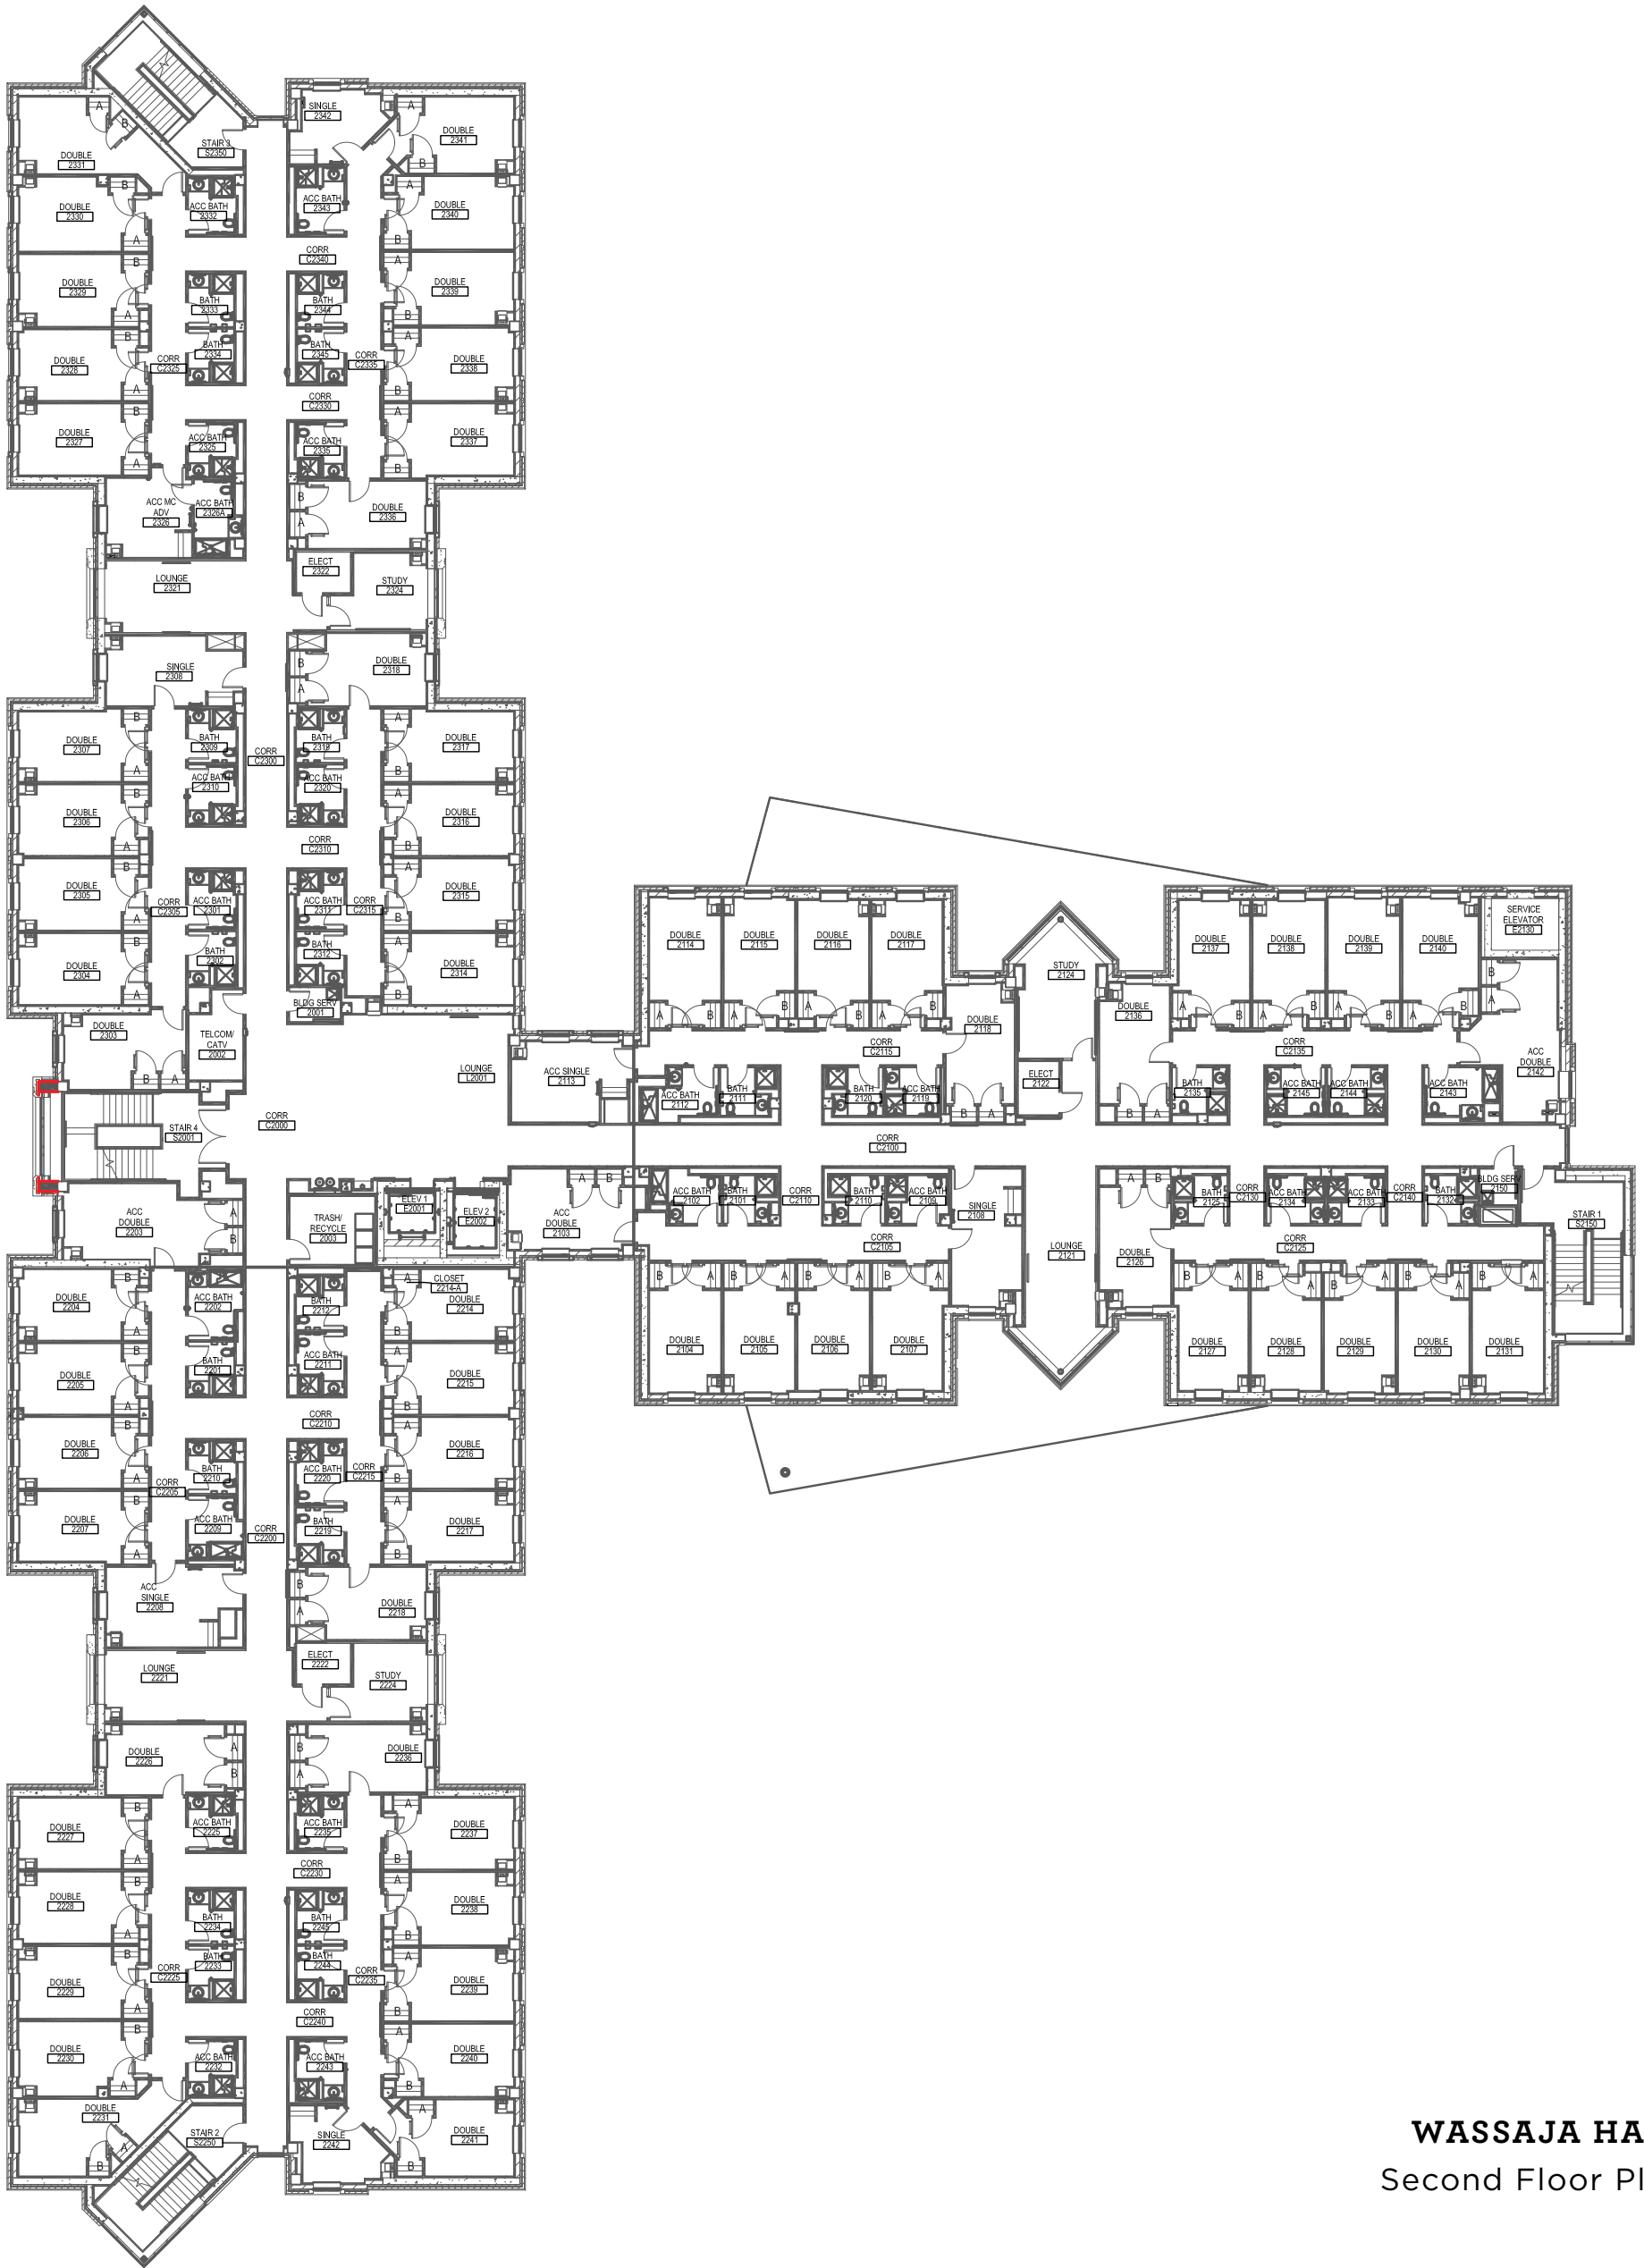 STAIR 3
S2350
SINGLE
2342
DOUBLE
2341
DOUBLE
2331
DOUBLE
2330
ACC BATH
2332
ACC BATH
2343
DOUBLE
2340
CORR
C2340
DOUBLE
2329
BATH
2333
BATH
2344
DOUBLE
2339
BATH
2334
BATH
2345
DOUBLE
2328
CORR
C2325
CORR
C2335
DOUBLE
2338
CORR
C2330
DOUBLE
2327
ACC BATH
2325
ACC BATH
2335
DOUBLE
2337
ACC MC
ADV
2326
ACC BATH
2326A
DOUBLE
2336
LOUNGE
2321
ELECT
2322
STUDY
2324
SINGLE
2308
DOUBLE
2318
DOUBLE
2307
BATH
2309
CORR
C2300
BATH
2319
DOUBLE
2317
ACC BATH
2310
ACC BATH
2320
DOUBLE
2306
DOUBLE
2316
CORR
C2310
DOUBLE
2305
CORR
C2305
ACC BATH
2301
ACC BATH
2311
CORR
C2315
DOUBLE
2315
DOUBLE
2304
BATH
2302
BATH
2312
DOUBLE
2314
BLDG SERV
2001
DOUBLE
2303
TELCOM/
CATV
2002
LOUNGE
L2001
ACC SINGLE
2113
STAIR 4
S2001
CORR
C2000
ACC
DOUBLE
2203
TRASH/
RECYCLE
2003
ELEV 1
E2001
ELEV 2
E2002
ACC
DOUBLE
2103
DOUBLE
2114
DOUBLE
2115
DOUBLE
2116
DOUBLE
2117
STUDY
2124
DOUBLE
2118
DOUBLE
2136
DOUBLE
2137
DOUBLE
2138
DOUBLE
2139
DOUBLE
2140
SERVICE
ELEVATOR
E2130
CORR
C2115
CORR
C2135
ACC
DOUBLE
2142
ELECT
2122
ACC BATH
2112
BATH
2111
BATH
2120
ACC BATH
2119
BATH
2135
ACC BATH
2145
ACC BATH
2144
ACC BATH
2143
CORR
C2100
ACC BATH
2102
BATH
2101
CORR
C2110
BATH
2110
ACC BATH
2109
SINGLE
2108
BATH
2125
CORR
C2130
ACC BATH
2134
ACC BATH
2133
CORR
C2140
BATH
2132
BLDG SERV
2150
STAIR 1
S2150
CORR
C2105
LOUNGE
2121
DOUBLE
2126
CORR
C2125
DOUBLE
2104
DOUBLE
2105
DOUBLE
2106
DOUBLE
2107
DOUBLE
2127
DOUBLE
2128
DOUBLE
2129
DOUBLE
2130
DOUBLE
2131
DOUBLE
2204
ACC BATH
2202
BATH
2212
CLOSET
2214-A
DOUBLE
2214
DOUBLE
2205
BATH
2201
ACC BATH
2211
DOUBLE
2215
CORR
C2210
DOUBLE
2206
BATH
2210
ACC BATH
2220
CORR
C2215
DOUBLE
2216
CORR
C2205
DOUBLE
2207
ACC BATH
2209
CORR
C2200
BATH
2219
DOUBLE
2217
ACC
SINGLE
2208
DOUBLE
2218
LOUNGE
2221
ELECT
2222
STUDY
2224
DOUBLE
2226
DOUBLE
2236
DOUBLE
2227
ACC BATH
2225
ACC BATH
2235
DOUBLE
2237
CORR
C2230
DOUBLE
2228
BATH
2234
BATH
2245
DOUBLE
2238
BATH
2233
BATH
2244
DOUBLE
2229
CORR
C2225
CORR
C2235
DOUBLE
2239
CORR
C2240
DOUBLE
2230
ACC BATH
2232
ACC BATH
2243
DOUBLE
2240
DOUBLE
2231
STAIR 2
S2250
SINGLE
2242
DOUBLE
2241
WASSAJA HA
Second Floor Pl